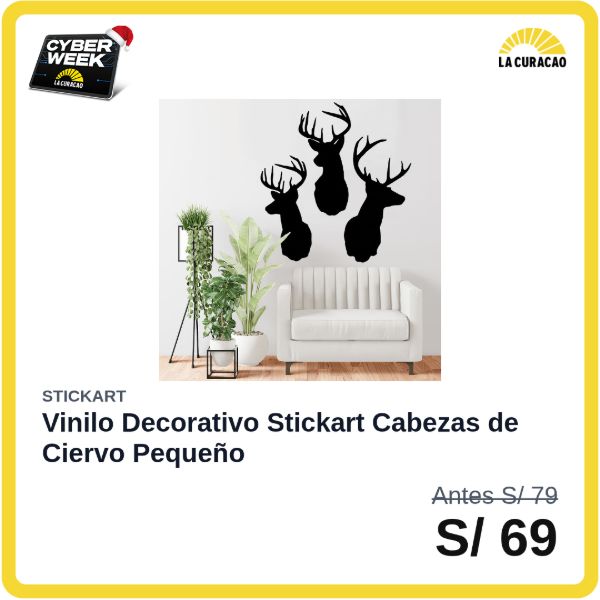 CYBER
WEEK
LA CURACAO
LA CURACAO
STICKART
Vinilo Decorativo Stickart Cabezas de
Ciervo Pequeño
Antes S/ 79
S/ 69